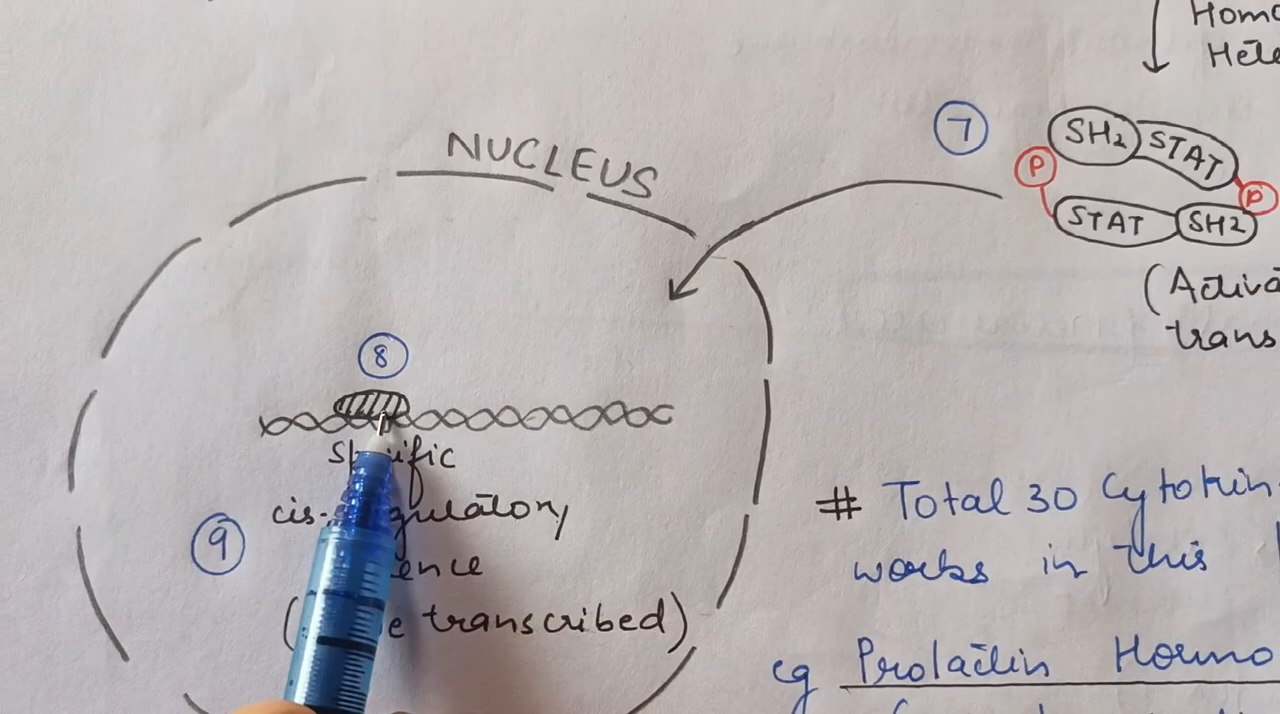 Homo
Hete
NUCLEUS
7
SH2 STAT
P
P
STAT SH2
(Activa
trans
8
cis-
9
ence
(
e transcribed)
# Total 30 Cytokin
works in this
eg Prolactin Hormo